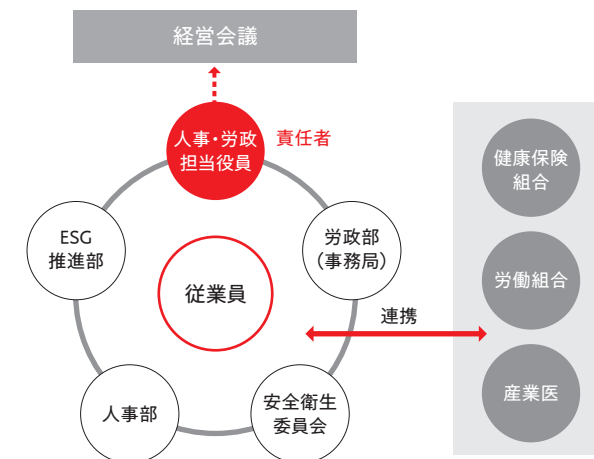 経営会議
人事・労政
担当役員
責任者
ESG
推進部
労政部
（事務局）
従業員
人事部
安全衛生
委員会
連携
健康保険
組合
労働組合
産業医